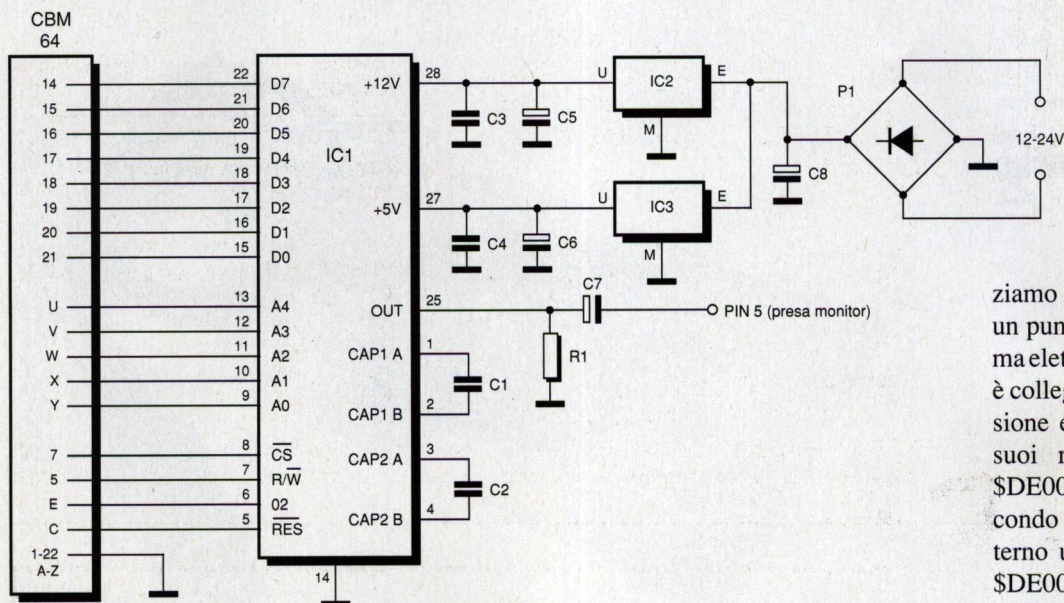 CBM
64
14 22 D7
15 21 D6
16 20 D5
17 19 D4
18 18 D3
19 17 D2
20 16 D1
21 15 D0
U 13 A4
V 12 A3
W 11 A2
X 10 A1
Y 9 A0
7 8 CS
5 7 R/W
E 6 02
C 5 RES
1-22
A-Z
14
IC1
+12V 28
+5V 27
OUT 25
CAP1 A 1
CAP1 B 2
CAP2 A 3
CAP2 B 4
C3 C5
U IC2 E
M
C4 C6
U IC3 E
M
C8
P1
12-24V
C7
PIN 5 (presa monitor)
R1
C1
C2
ziamo
un pun
ma elet
è colleg
sione e
suoi r
$DE00
condo
terno u
$DE00